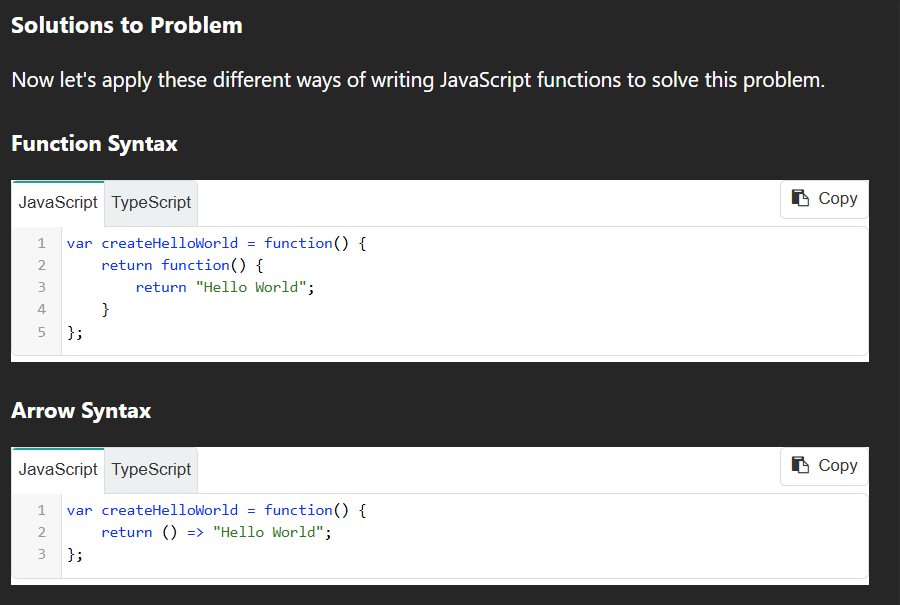 Solutions to Problem
Now let's apply these different ways of writing JavaScript functions to solve this problem.
Function Syntax
JavaScript TypeScript Copy
1 var createHelloWorld = function() {
2     return function() {
3         return "Hello World";
4     }
5 };
Arrow Syntax
JavaScript TypeScript Copy
1 var createHelloWorld = function() {
2     return () => "Hello World";
3 };